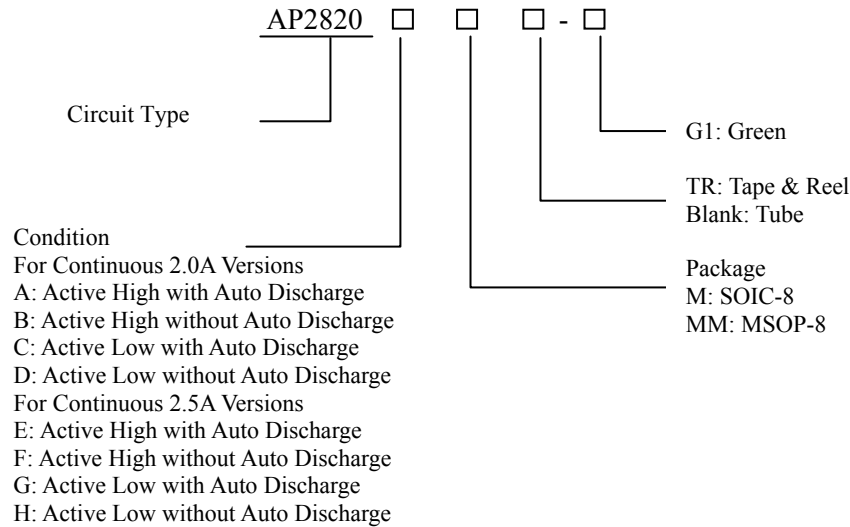 AP2820 □ □ □ - □
Circuit Type
G1: Green
TR: Tape & Reel
Blank: Tube
Package
M: SOIC-8
MM: MSOP-8
Condition
For Continuous 2.0A Versions
A: Active High with Auto Discharge
B: Active High without Auto Discharge
C: Active Low with Auto Discharge
D: Active Low without Auto Discharge
For Continuous 2.5A Versions
E: Active High with Auto Discharge
F: Active High without Auto Discharge
G: Active Low with Auto Discharge
H: Active Low without Auto Discharge